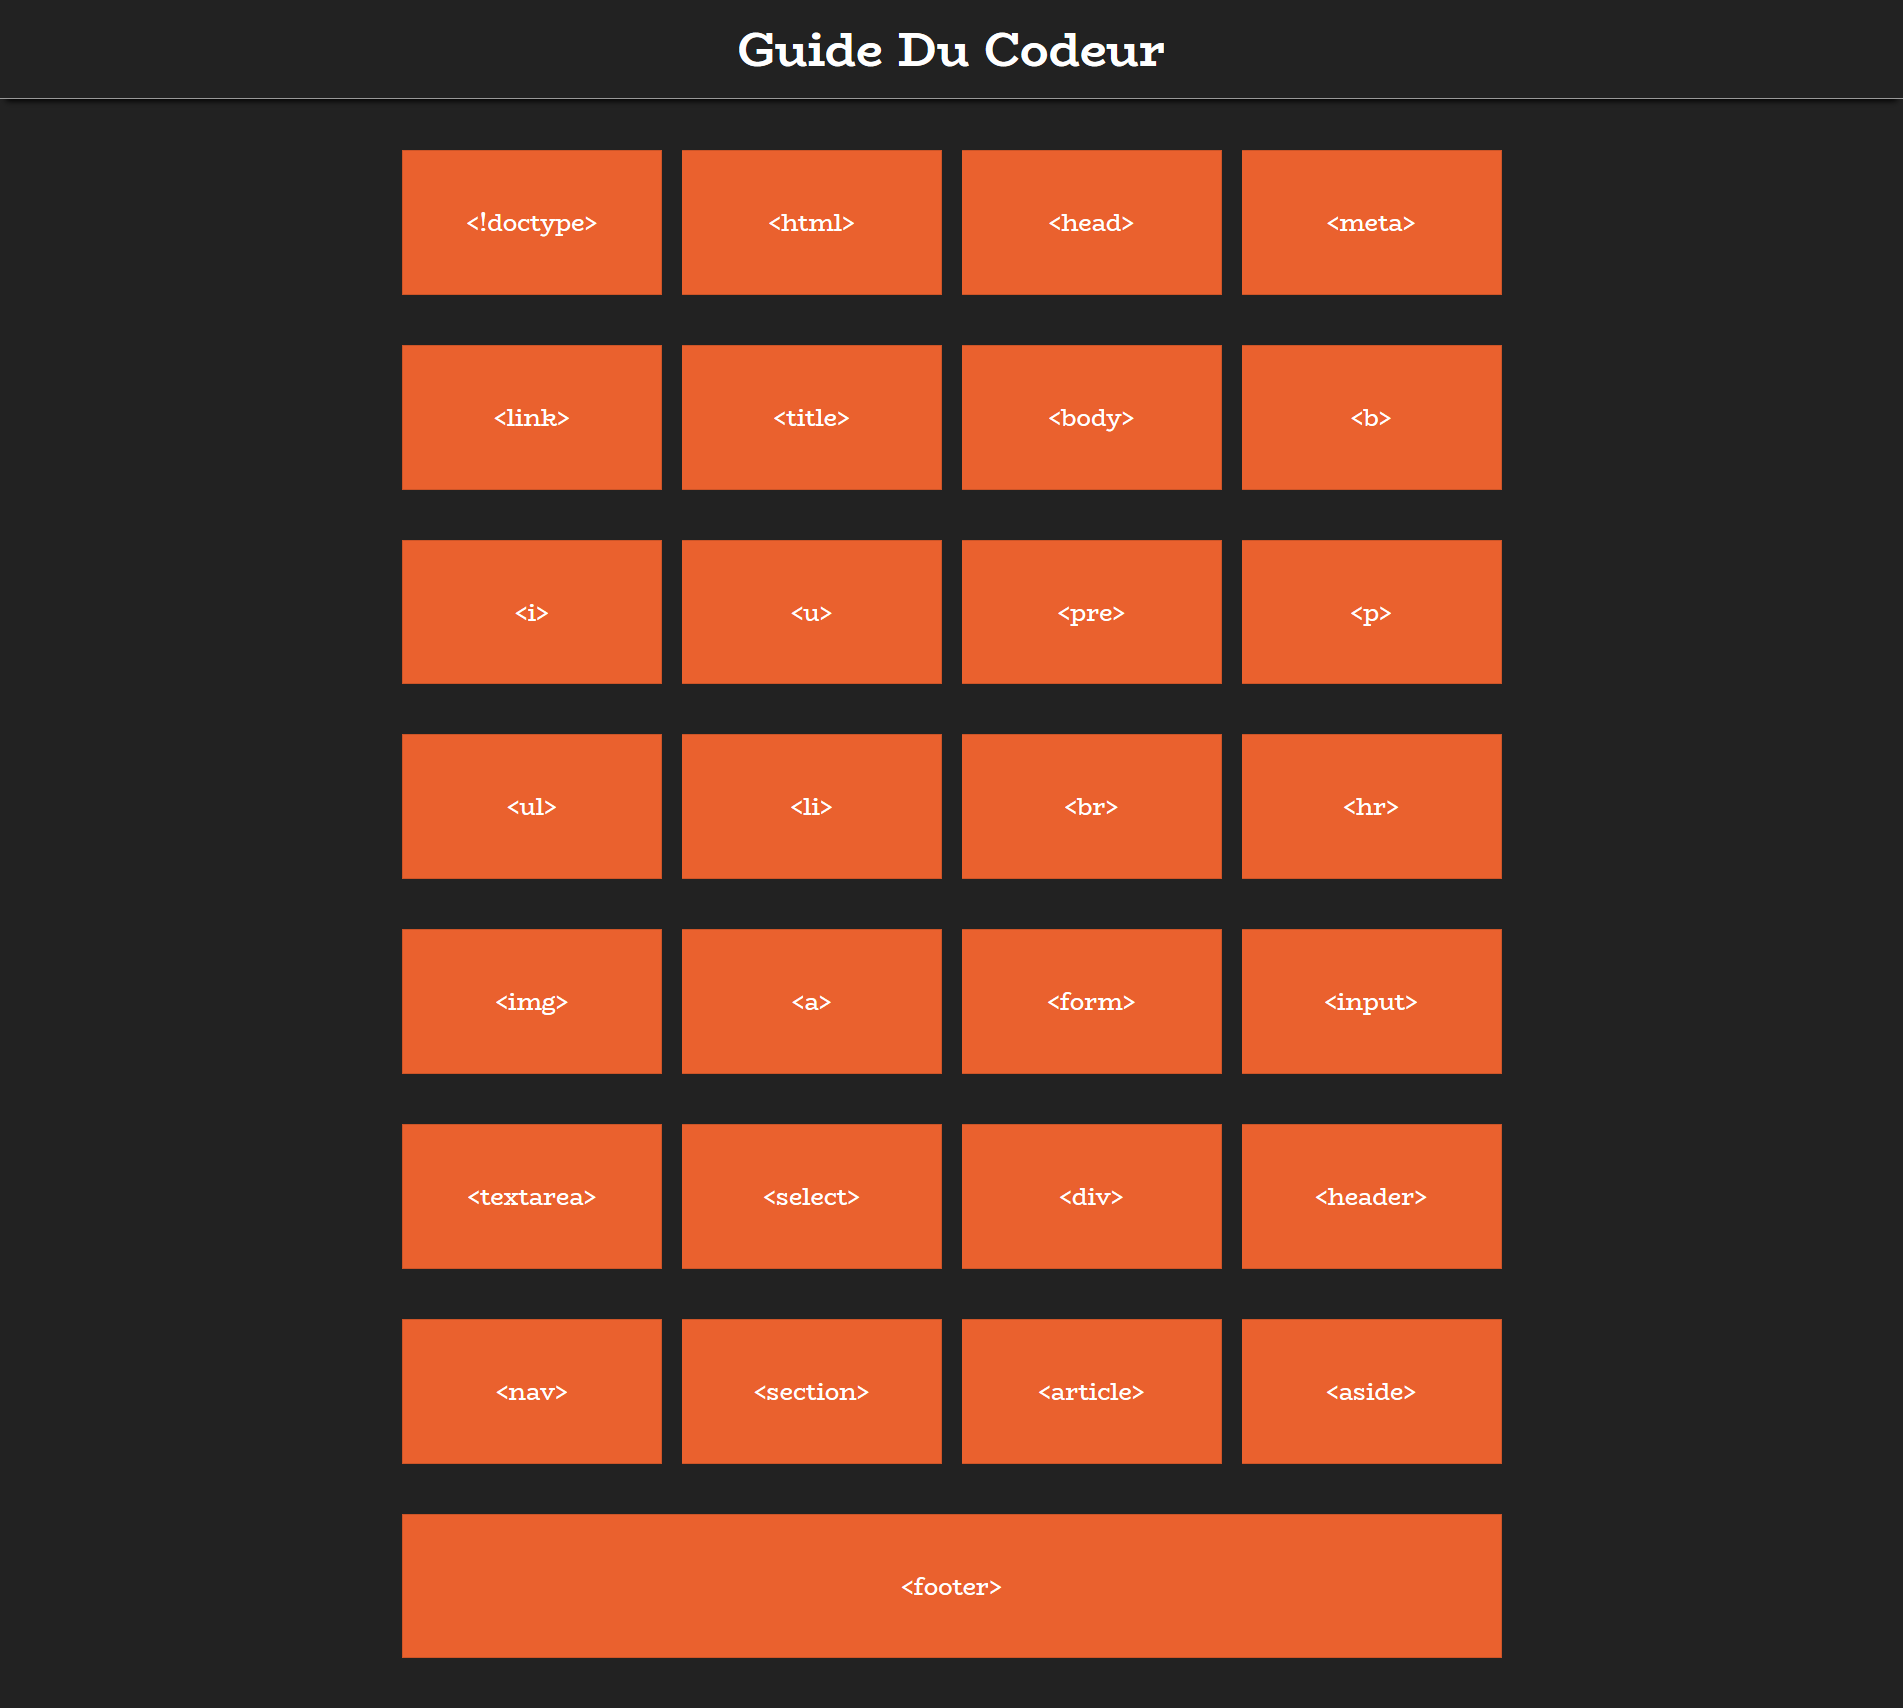 Guide Du Codeur
<!doctype> <html> <head> <meta>
<link> <title> <body> <b>
<i> <u> <pre> <p>
<ul> <li> <br> <hr>
<img> <a> <form> <input>
<textarea> <select> <div> <header>
<nav> <section> <article> <aside>
<footer>